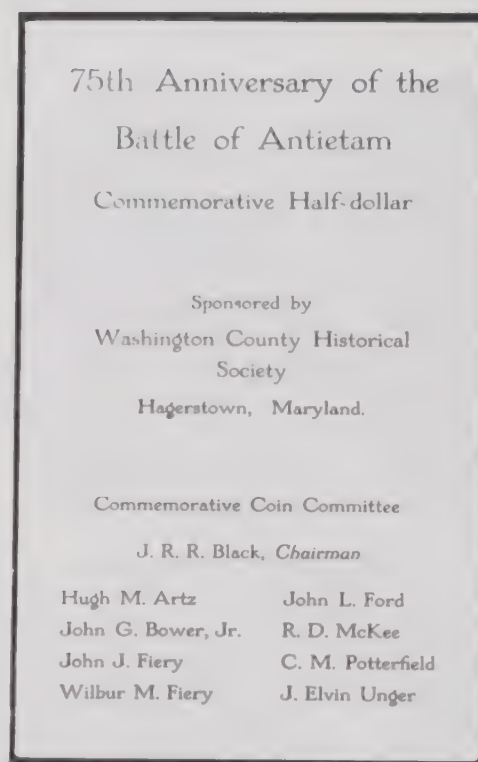 75th Anniversary of the
Battle of Antietam
Commemorative Half-dollar
Sponsored by
Washington County Historical
Society
Hagerstown, Maryland.
Commemorative Coin Committee
J. R. R. Black, Chairman
Hugh M. Artz John L. Ford
John G. Bower, Jr. R. D. McKee
John J. Fiery C. M. Potterfield
Wilbur M. Fiery J. Elvin Unger